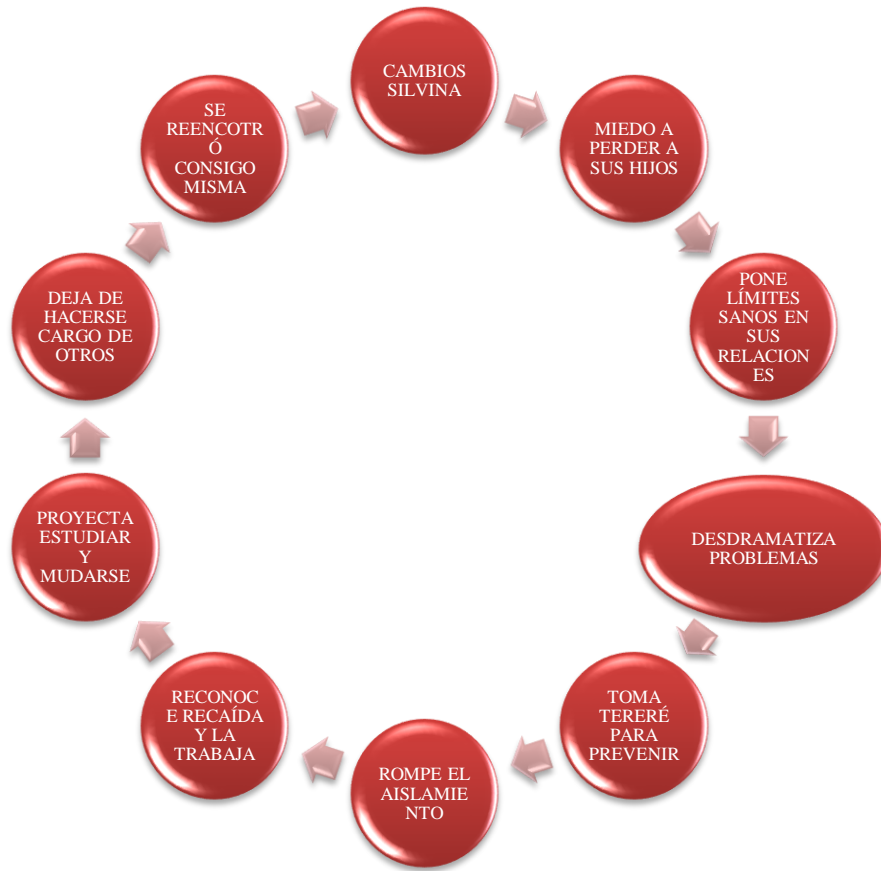 CAMBIOS
SILVINA
MIEDO A
PERDER A
SUS HIJOS
PONE
LÍMITES
SANOS EN
SUS
RELACION
ES
DESDRAMATIZA
PROBLEMAS
TOMA
TERERÉ
PARA
PREVENIR
ROMPE EL
AISLAMIE
NTO
RECONOC
E RECAÍDA
Y LA
TRABAJA
PROYECTA
ESTUDIAR
Y
MUDARSE
DEJA DE
HACERSE
CARGO DE
OTROS
SE
REENCOTR
Ó
CONSIGO
MISMA